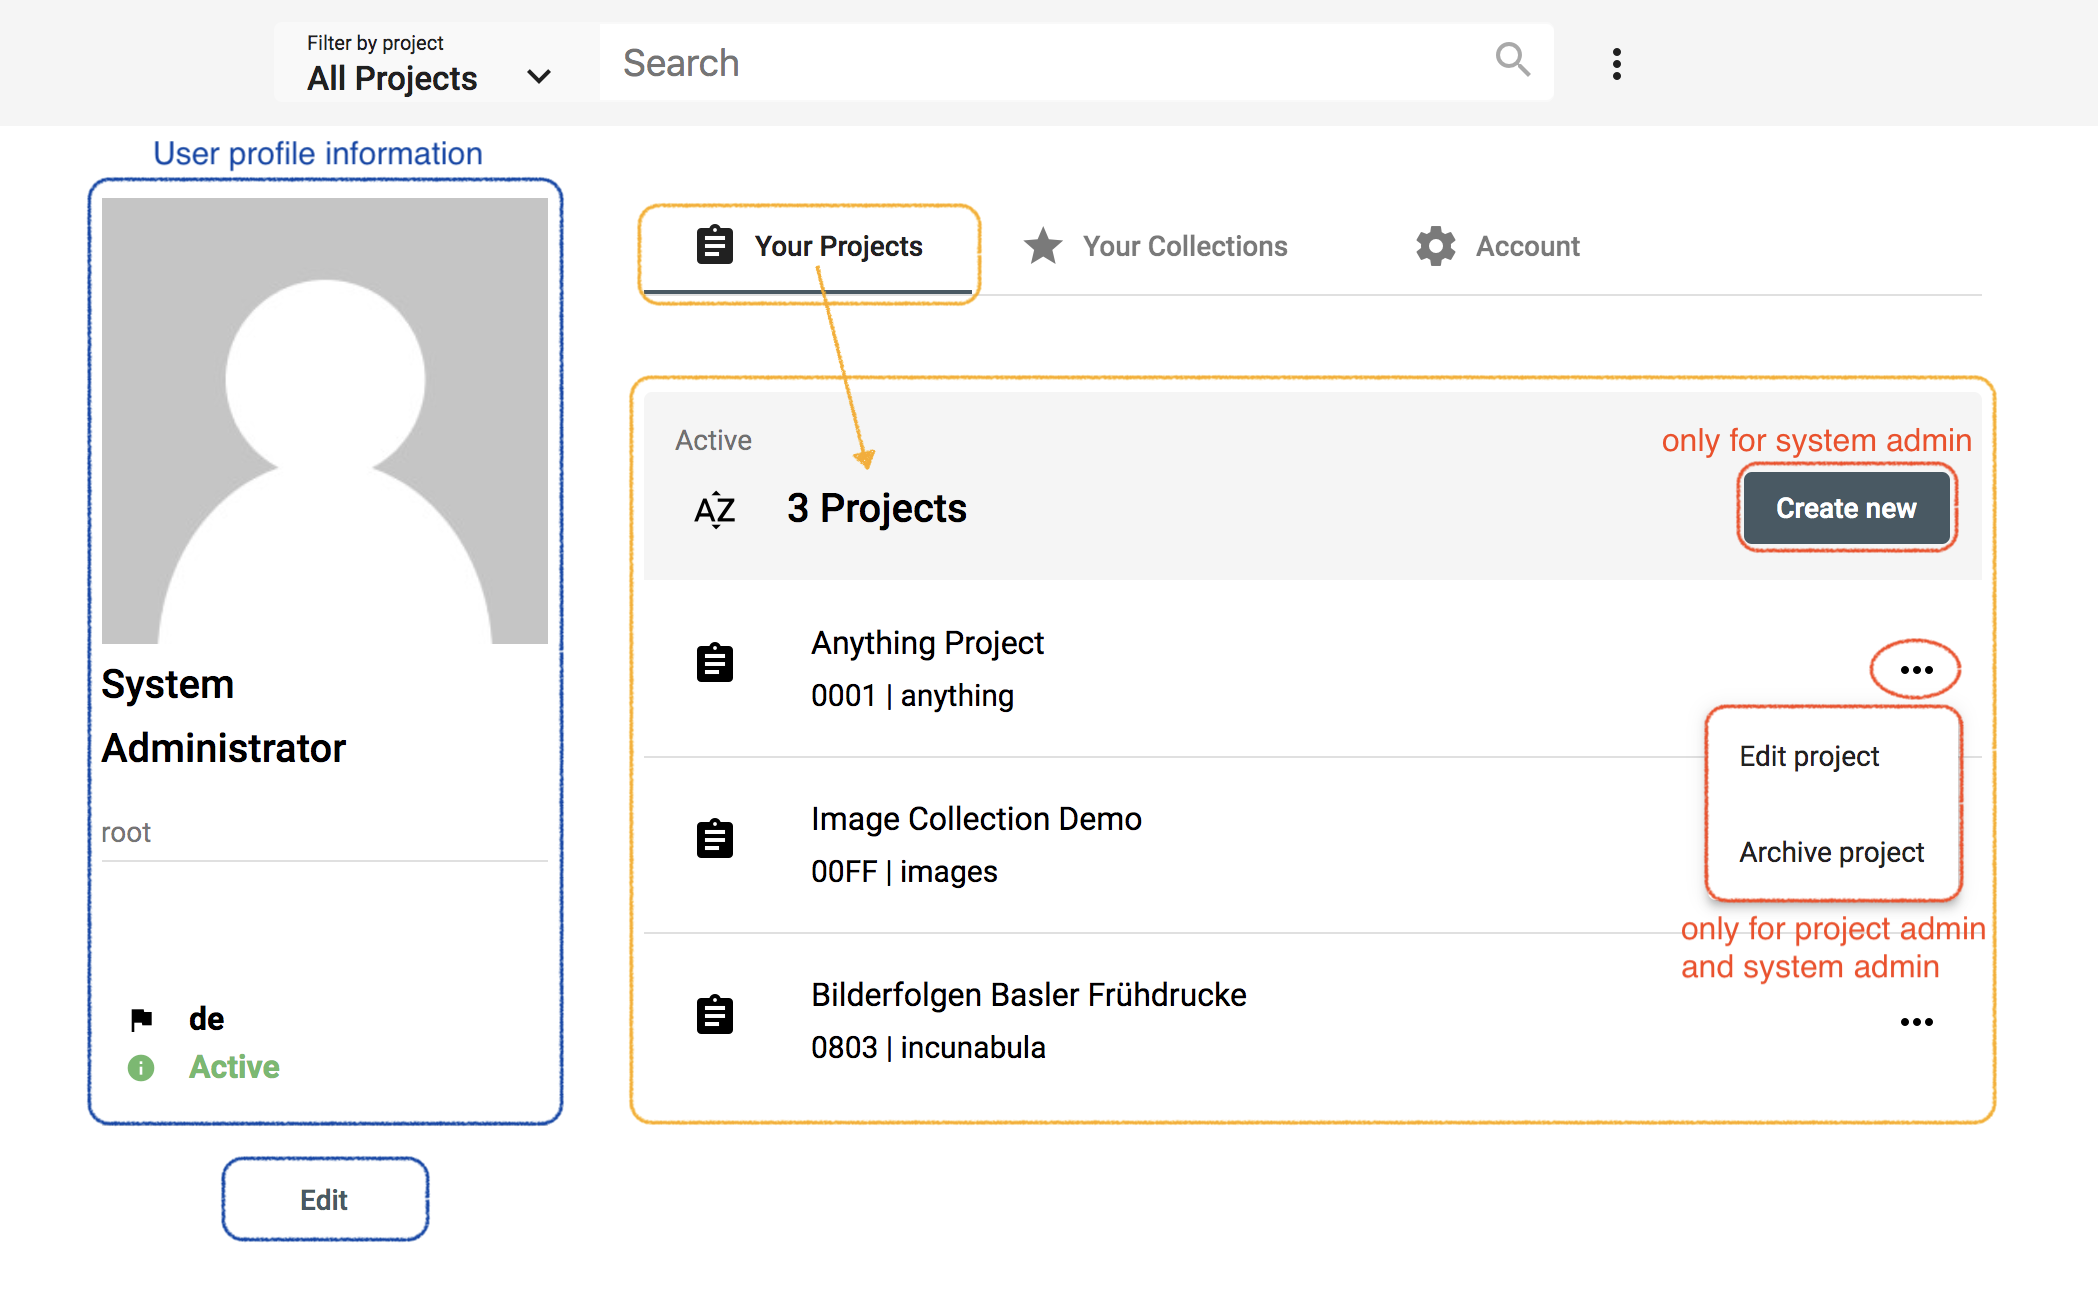 Filter by project
All Projects
Search
User profile information
System
Administrator
root
de
Active
Edit
Your Projects
Your Collections
Account
Active
only for system admin
AZ
3 Projects
Create new
Anything Project
0001 | anything
Edit project
Archive project
Image Collection Demo
00FF | images
only for project admin
and system admin
Bilderfolgen Basler Frühdrucke
0803 | incunabula